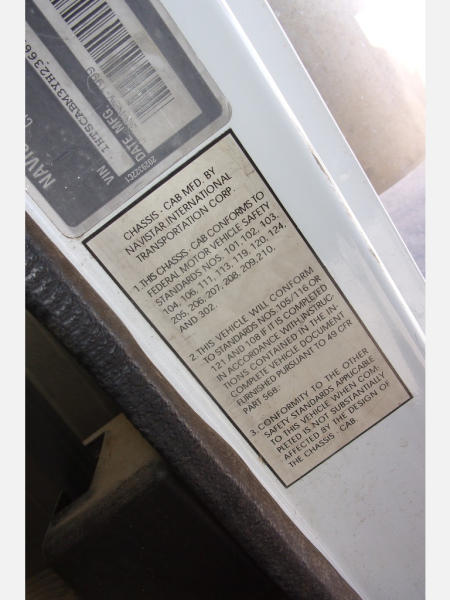 NAVIS
VIN 1HTSCABM3YH2366
DATE MFG. 1999
2029322C1
CHASSIS - CAB MFD. BY
NAVISTAR INTERNATIONAL
TRANSPORTATION CORP.
1. THIS CHASSIS - CAB CONFORMS TO
FEDERAL MOTOR VEHICLE SAFETY
STANDARDS NOS. 101, 102, 103,
104, 106, 111, 113, 119, 120, 124,
205, 206, 207, 208, 209, 210,
AND 302.
2. THIS VEHICLE WILL CONFORM
TO STANDARDS NOS. 105, 116 OR
121 AND 108 IF IT IS COMPLETED
IN ACCORDANCE WITH INSTRUC-
TIONS CONTAINED IN THE IN-
COMPLETE VEHICLE DOCUMENT
FURNISHED PURSUANT TO 49 CFR
PART 568.
3. CONFORMITY TO THE OTHER
SAFETY STANDARDS APPLICABLE
TO THIS VEHICLE WHEN COM-
PLETED IS NOT SUBSTANTIALLY
AFFECTED BY THE DESIGN OF
THE CHASSIS - CAB.